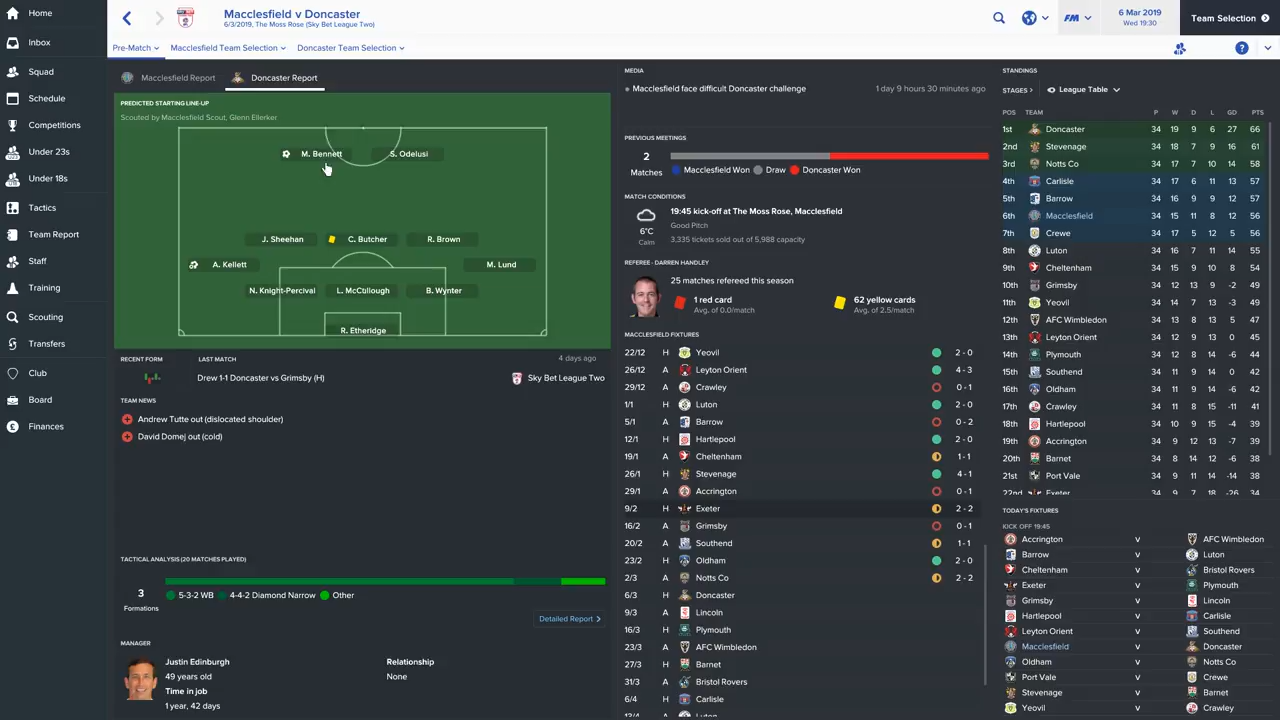 Home
Inbox
Squad
Schedule
Competitions
Under 23s
Under 18s
Tactics
Team Report
Staff
Training
Scouting
Transfers
Club
Board
Finances
Macclesfield v Doncaster
6/3/2019, The Moss Rose (Sky Bet League Two)
FM
6 Mar 2019
Wed 19:30
Team Selection
Pre-Match
Macclesfield Team Selection
Doncaster Team Selection
?
Macclesfield Report
Doncaster Report
PREDICTED STARTING LINE-UP
Scouted by Macclesfield Scout, Glenn Ellerker
M. Bennett
S. Odelusi
J. Sheehan
C. Butcher
R. Brown
A. Kellett
M. Lund
N. Knight-Percival
L. McCullough
B. Wynter
R. Etheridge
RECENT FORM
LAST MATCH
4 days ago
Drew 1-1 Doncaster vs Grimsby (H)
Sky Bet League Two
TEAM NEWS
Andrew Tutte out (dislocated shoulder)
David Domej out (cold)
TACTICAL ANALYSIS (20 MATCHES PLAYED)
3
Formations
5-3-2 WB
4-4-2 Diamond Narrow
Other
Detailed Report
MANAGER
Justin Edinburgh
49 years old
Time in job
1 year, 42 days
Relationship
None
MEDIA
Macclesfield face difficult Doncaster challenge
1 day 9 hours 30 minutes ago
PREVIOUS MEETINGS
2
Matches
Macclesfield Won
Draw
Doncaster Won
MATCH CONDITIONS
6°C
Calm
19:45 kick-off at The Moss Rose, Macclesfield
Good Pitch
3,335 tickets sold out of 5,988 capacity
REFEREE - DARREN HANDLEY
25 matches refereed this season
1 red card
Avg. of 0.0/match
62 yellow cards
Avg. of 2.5/match
MACCLESFIELD FIXTURES
22/12 H Yeovil 2 - 0
26/12 A Leyton Orient 4 - 3
29/12 A Crawley 0 - 1
1/1 H Luton 2 - 0
5/1 A Barrow 0 - 2
12/1 H Hartlepool 2 - 0
19/1 A Cheltenham 1 - 1
26/1 H Stevenage 4 - 1
29/1 A Accrington 0 - 1
9/2 H Exeter 2 - 2
16/2 A Grimsby 0 - 1
20/2 A Southend 1 - 1
23/2 H Oldham 2 - 0
2/3 A Notts Co 2 - 2
6/3 H Doncaster
9/3 A Lincoln
16/3 H Plymouth
23/3 A AFC Wimbledon
27/3 H Barnet
31/3 A Bristol Rovers
6/4 H Carlisle
13/4 A Luton
STANDINGS
STAGES
League Table
POS TEAM P W D L GD PTS
1st Doncaster 34 19 9 6 27 66
2nd Stevenage 34 18 7 9 16 61
3rd Notts Co 34 17 7 10 14 58
4th Carlisle 34 17 6 11 13 57
5th Barrow 34 16 9 9 12 57
6th Macclesfield 34 15 11 8 12 56
7th Crewe 34 17 5 12 5 56
8th Luton 34 16 7 11 14 55
9th Cheltenham 34 15 9 10 8 54
10th Grimsby 34 12 13 9 -2 49
11th Yeovil 34 14 7 13 -3 49
12th AFC Wimbledon 34 13 8 13 5 47
13th Leyton Orient 34 12 9 13 0 45
14th Plymouth 34 12 8 14 -6 44
15th Southend 34 11 9 14 0 42
16th Oldham 34 11 9 14 -6 42
17th Crawley 34 11 8 15 -11 41
18th Hartlepool 34 10 9 15 -4 39
19th Accrington 34 9 12 13 -7 39
20th Barnet 34 8 14 12 -6 38
21st Port Vale 34 9 11 14 -14 38
22nd Exeter 34 9 7 18 -26 34
TODAY'S FIXTURES
KICK OFF 19:45
Accrington v AFC Wimbledon
Barrow v Luton
Cheltenham v Bristol Rovers
Exeter v Plymouth
Grimsby v Lincoln
Hartlepool v Carlisle
Leyton Orient v Southend
Macclesfield v Doncaster
Oldham v Notts Co
Port Vale v Crewe
Stevenage v Barnet
Yeovil v Crawley